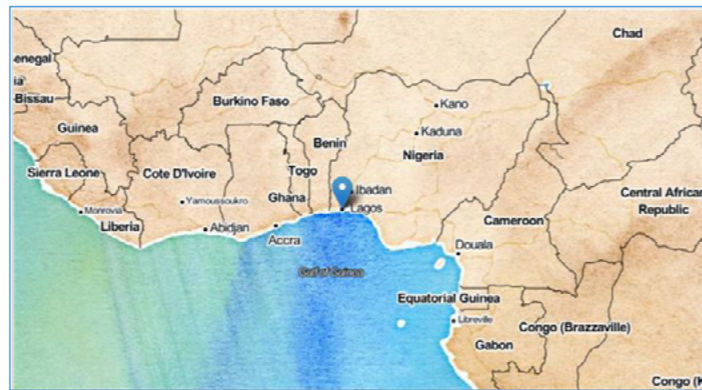 Chad
enegal
ia
Bissau
Burkino Faso
Kano
Kaduna
Guinea
Benin
Nigeria
Sierra Leone
Cote D'Ivoire
Togo
Ibadan
Central African
Republic
Yamoussoukro
Ghana
Lagos
Monrovia
Liberia
Abidjan
Cameroon
Accra
Douala
Gulf of Guinea
Equatorial Guinea
Libreville
Congo (Brazzaville)
Gabon
Congo (K